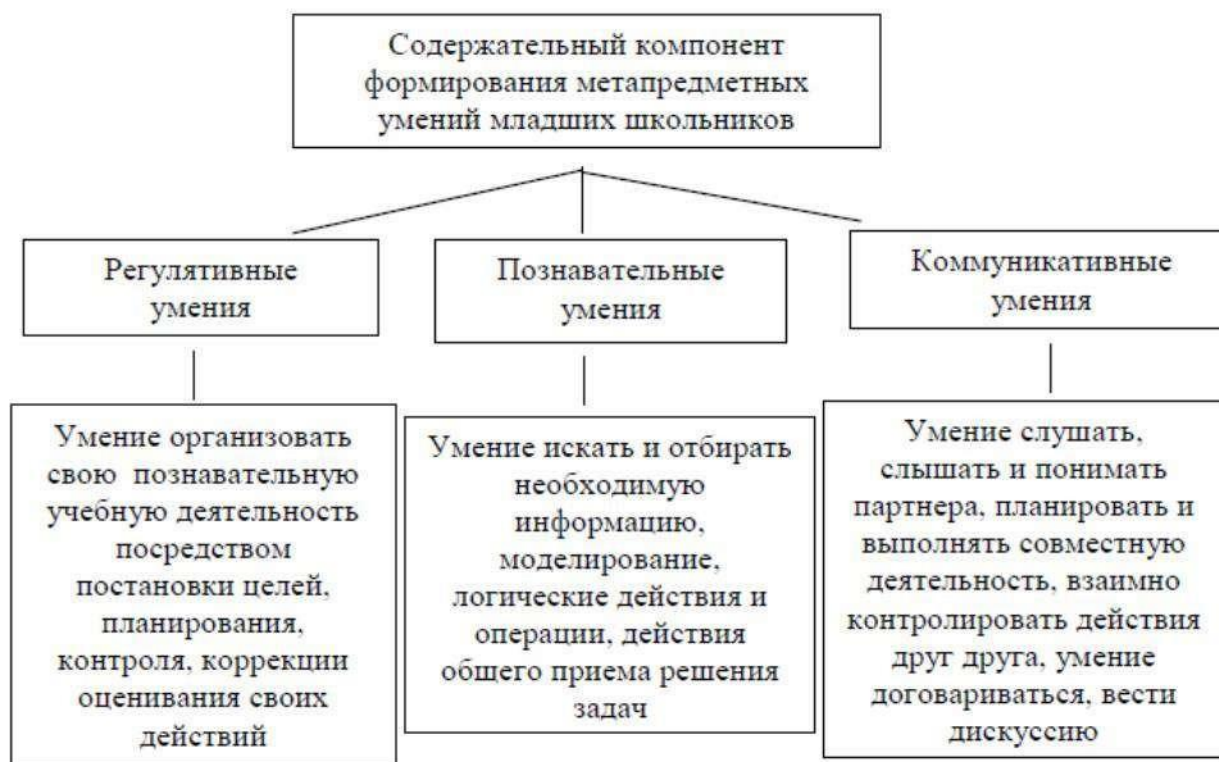 Содержательный компонент
формирования метапредметных
умений младших школьников
Регулятивные
умения
Познавательные
умения
Коммуникативные
умения
Умение организовать
свою познавательную
учебную деятельность
посредством
постановки целей,
планирования,
контроля, коррекции
оценивания своих
действий
Умение искать и отбирать
необходимую
информацию,
моделирование,
логические действия и
операции, действия
общего приема решения
задач
Умение слушать,
слышать и понимать
партнера, планировать и
выполнять совместную
деятельность, взаимно
контролировать действия
друг друга, умение
договариваться, вести
дискуссию